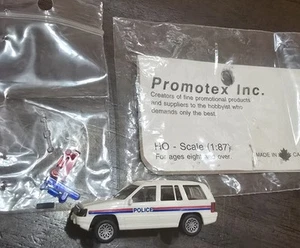 Promotex Inc.
Creators of fine promotional products
and suppliers to the hobbyist who
demands only the best.
HO - Scale (1:87)
For ages eight and over.
MADE IN
CA
POLICE